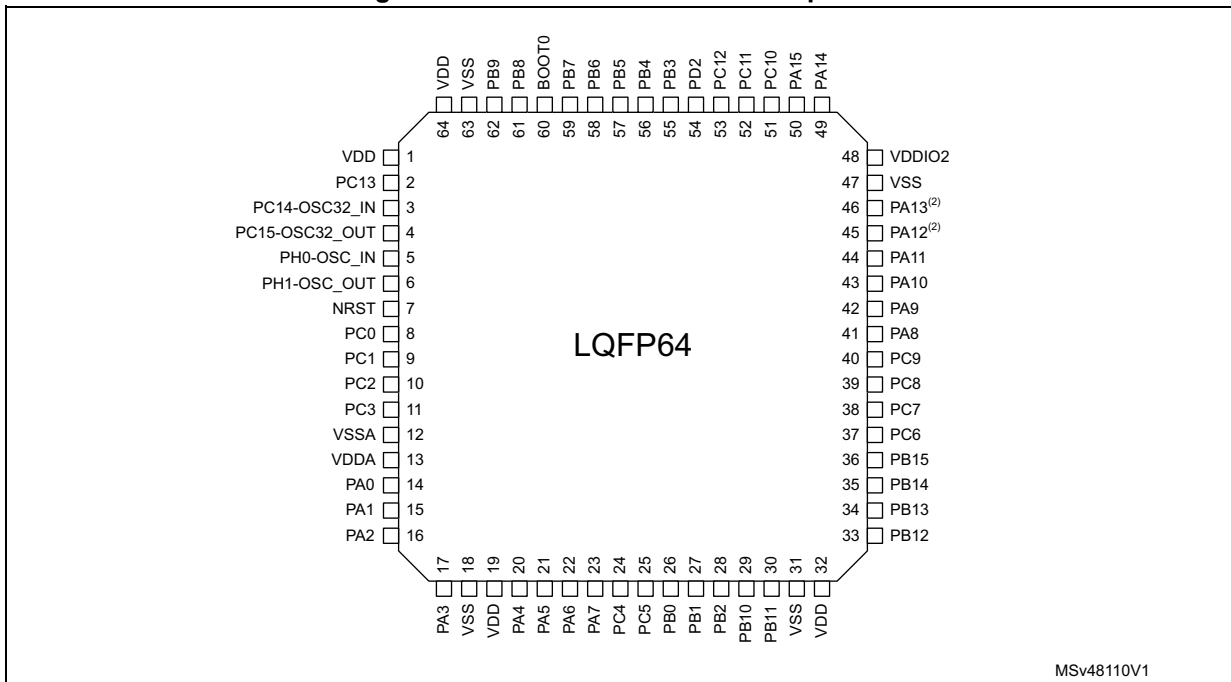 VDD
VSS
PB9
PB8
BOOT0
PB7
PB6
PB5
PB4
PB3
PD2
PC12
PC11
PC10
PA15
PA14
64
63
62
61
60
59
58
57
56
55
54
53
52
51
50
49
VDD 1
PC13 2
PC14-OSC32_IN 3
PC15-OSC32_OUT 4
PH0-OSC_IN 5
PH1-OSC_OUT 6
NRST 7
PC0 8
PC1 9
PC2 10
PC3 11
VSSA 12
VDDA 13
PA0 14
PA1 15
PA2 16
LQFP64
48 VDDIO2
47 VSS
46 PA13(2)
45 PA12(2)
44 PA11
43 PA10
42 PA9
41 PA8
40 PC9
39 PC8
38 PC7
37 PC6
36 PB15
35 PB14
34 PB13
33 PB12
17
18
19
20
21
22
23
24
25
26
27
28
29
30
31
32
PA3
VSS
VDD
PA4
PA5
PA6
PA7
PC4
PC5
PB0
PB1
PB2
PB10
PB11
VSS
VDD
MSv48110V1